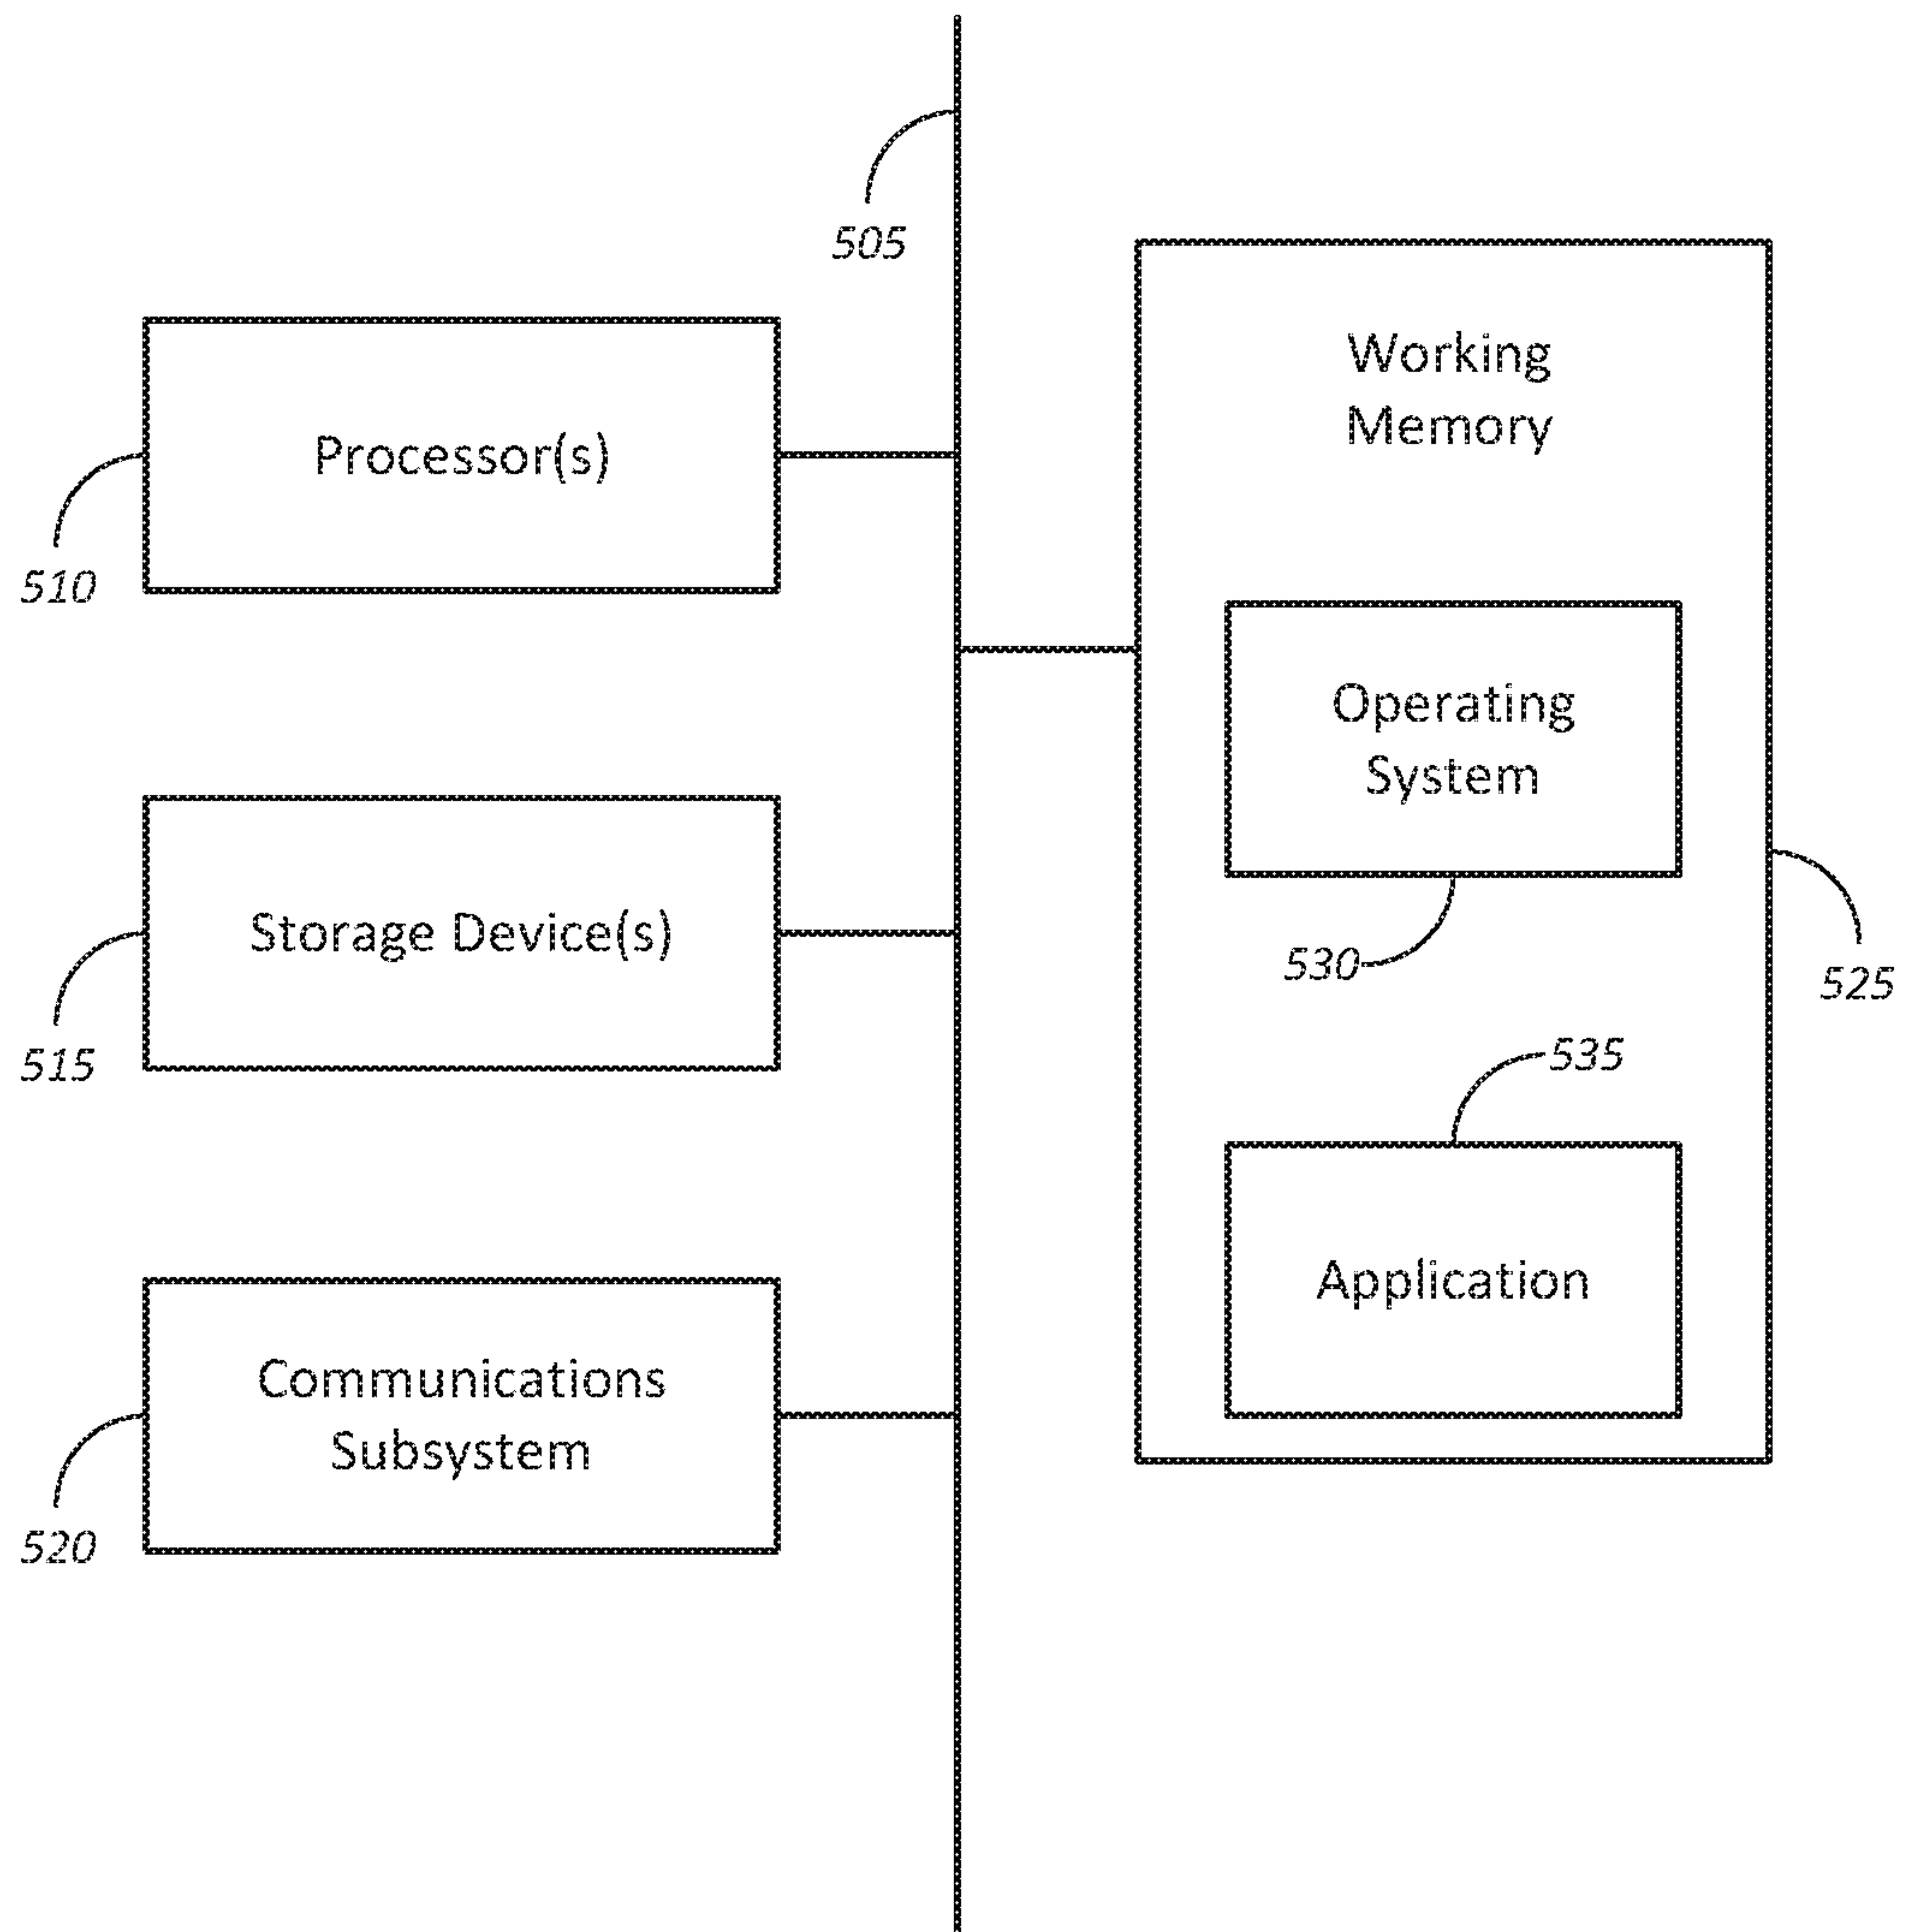 505
Processor(s)
510
Storage Device(s)
515
Communications
Subsystem
520
Working
Memory
Operating
System
530
525
535
Application